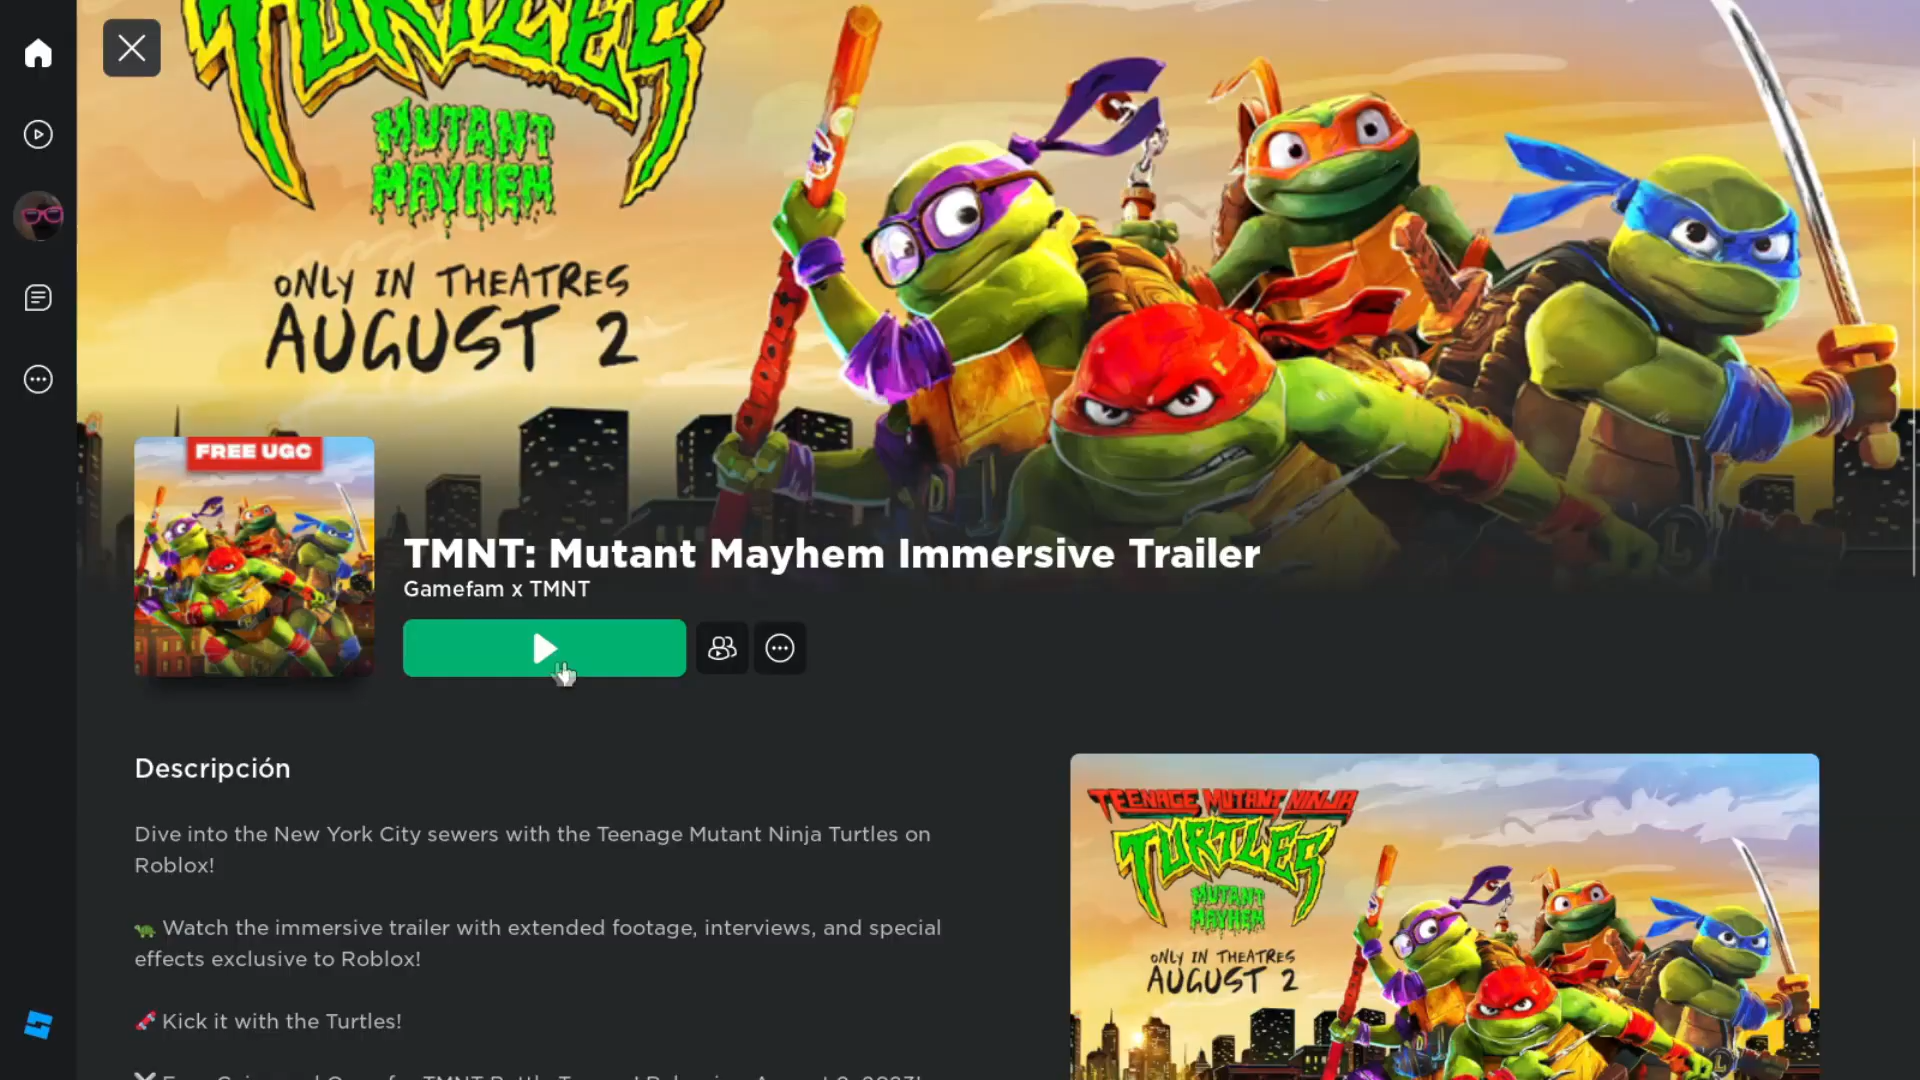 TURTLES
MUTANT
MAYHEM
ONLY IN THEATRES
AUGUST 2
FREE UGC
TMNT: Mutant Mayhem Immersive Trailer
Gamefam x TMNT
Descripción
Dive into the New York City sewers with the Teenage Mutant Ninja Turtles on
Roblox!
Watch the immersive trailer with extended footage, interviews, and special
effects exclusive to Roblox!
Kick it with the Turtles!
TEENAGE MUTANT NINJA
TURTLES
MUTANT
MAYHEM
ONLY IN THEATRES
AUGUST 2